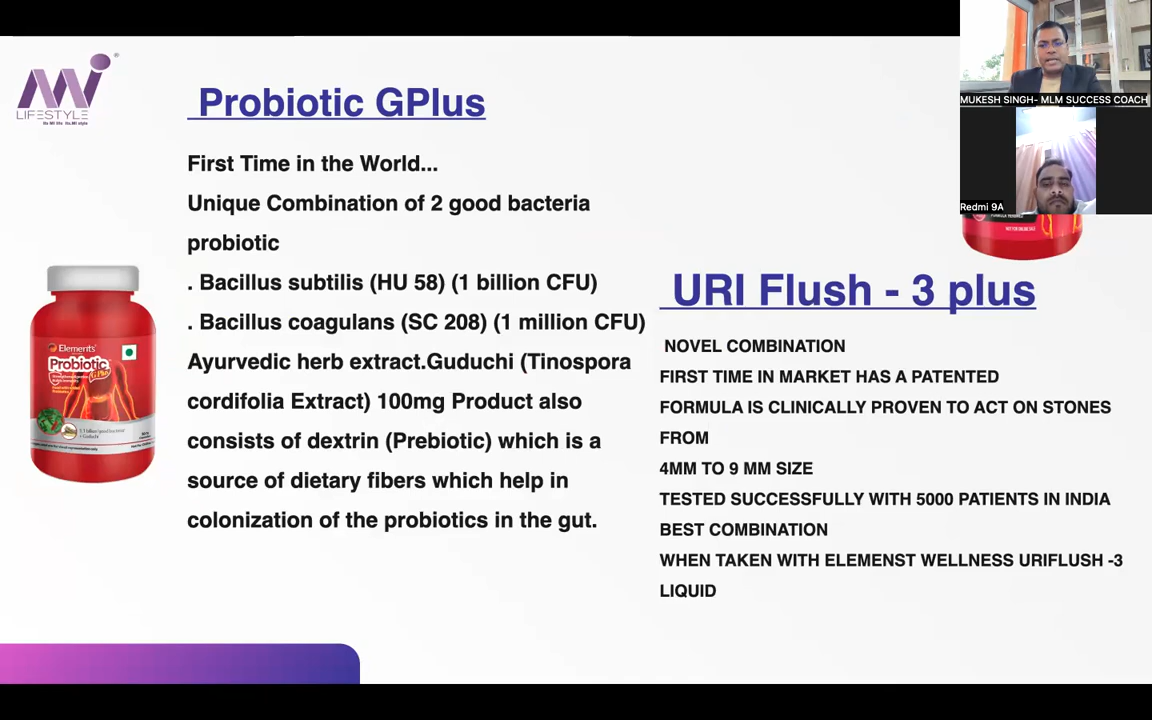 Mi
LIFESTYLE
Probiotic GPlus
First Time in the World...
Unique Combination of 2 good bacteria
probiotic
. Bacillus subtilis (HU 58) (1 billion CFU)
. Bacillus coagulans (SC 208) (1 million CFU)
Ayurvedic herb extract.Guduchi (Tinospora
cordifolia Extract) 100mg Product also
consists of dextrin (Prebiotic) which is a
source of dietary fibers which help in
colonization of the probiotics in the gut.
Elements
Probiotic
G Plus
MUKESH SINGH- MLM SUCCESS COACH
Redmi 9A
URI Flush - 3 plus
NOVEL COMBINATION
FIRST TIME IN MARKET HAS A PATENTED
FORMULA IS CLINICALLY PROVEN TO ACT ON STONES
FROM
4MM TO 9 MM SIZE
TESTED SUCCESSFULLY WITH 5000 PATIENTS IN INDIA
BEST COMBINATION
WHEN TAKEN WITH ELEMENST WELLNESS URIFLUSH -3
LIQUID